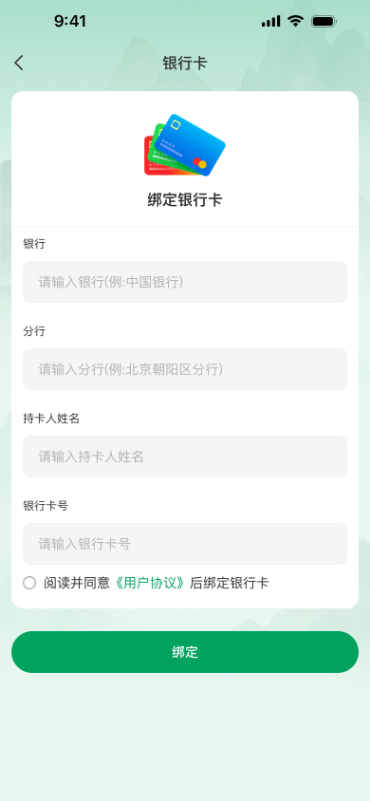 9:41
银行卡
绑定银行卡
银行
请输入银行(例:中国银行)
分行
请输入分行(例:北京朝阳区分行)
持卡人姓名
请输入持卡人姓名
银行卡号
请输入银行卡号
阅读并同意《用户协议》后绑定银行卡
绑定